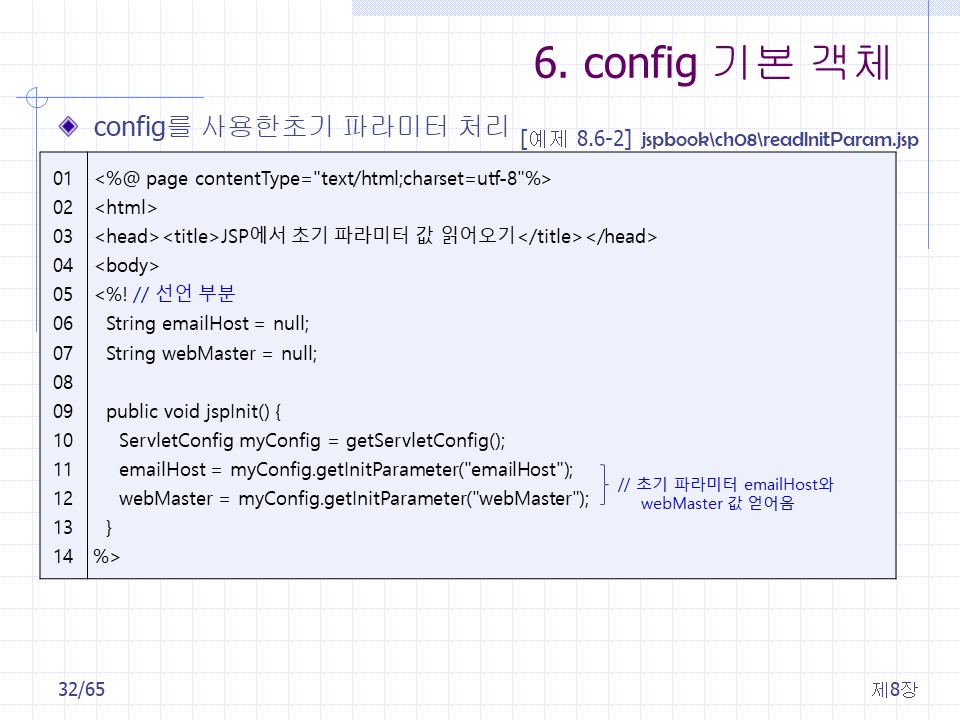 6. config 기본 객체
config를 사용한초기 파라미터 처리
[예제 8.6-2] jspbook\ch08\readInitParam.jsp
01 <%@ page contentType="text/html;charset=utf-8"%>
02 <html>
03 <head><title>JSP에서 초기 파라미터 값 읽어오기</title></head>
04 <body>
05 <%! // 선언 부분
06 String emailHost = null;
07 String webMaster = null;
08
09 public void jspInit() {
10 ServletConfig myConfig = getServletConfig();
11 emailHost = myConfig.getInitParameter("emailHost");
12 webMaster = myConfig.getInitParameter("webMaster");
// 초기 파라미터 emailHost와
webMaster 값 얻어옴
13 }
14 %>
32/65
제8장